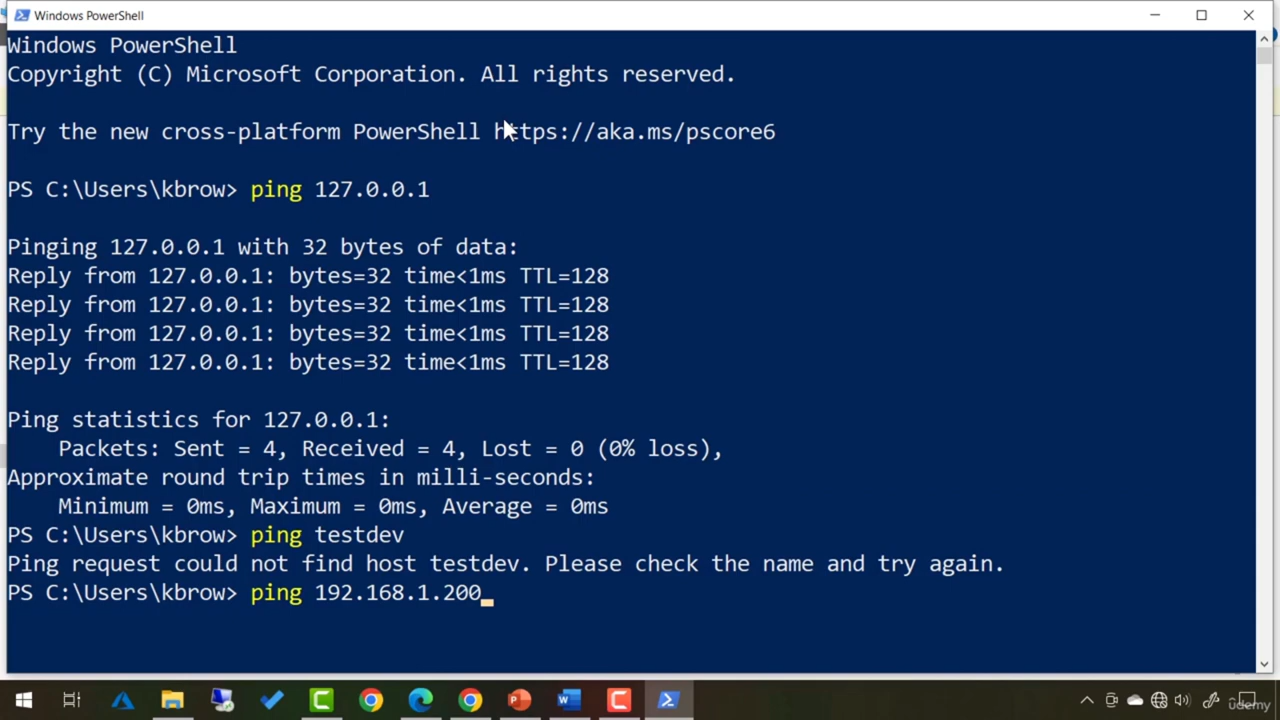 Windows PowerShell
Windows PowerShell
Copyright (C) Microsoft Corporation. All rights reserved.
Try the new cross-platform PowerShell https://aka.ms/pscore6
PS C:\Users\kbrow> ping 127.0.0.1
Pinging 127.0.0.1 with 32 bytes of data:
Reply from 127.0.0.1: bytes=32 time<1ms TTL=128
Reply from 127.0.0.1: bytes=32 time<1ms TTL=128
Reply from 127.0.0.1: bytes=32 time<1ms TTL=128
Reply from 127.0.0.1: bytes=32 time<1ms TTL=128
Ping statistics for 127.0.0.1:
    Packets: Sent = 4, Received = 4, Lost = 0 (0% loss),
Approximate round trip times in milli-seconds:
    Minimum = 0ms, Maximum = 0ms, Average = 0ms
PS C:\Users\kbrow> ping testdev
Ping request could not find host testdev. Please check the name and try again.
PS C:\Users\kbrow> ping 192.168.1.200
udemy